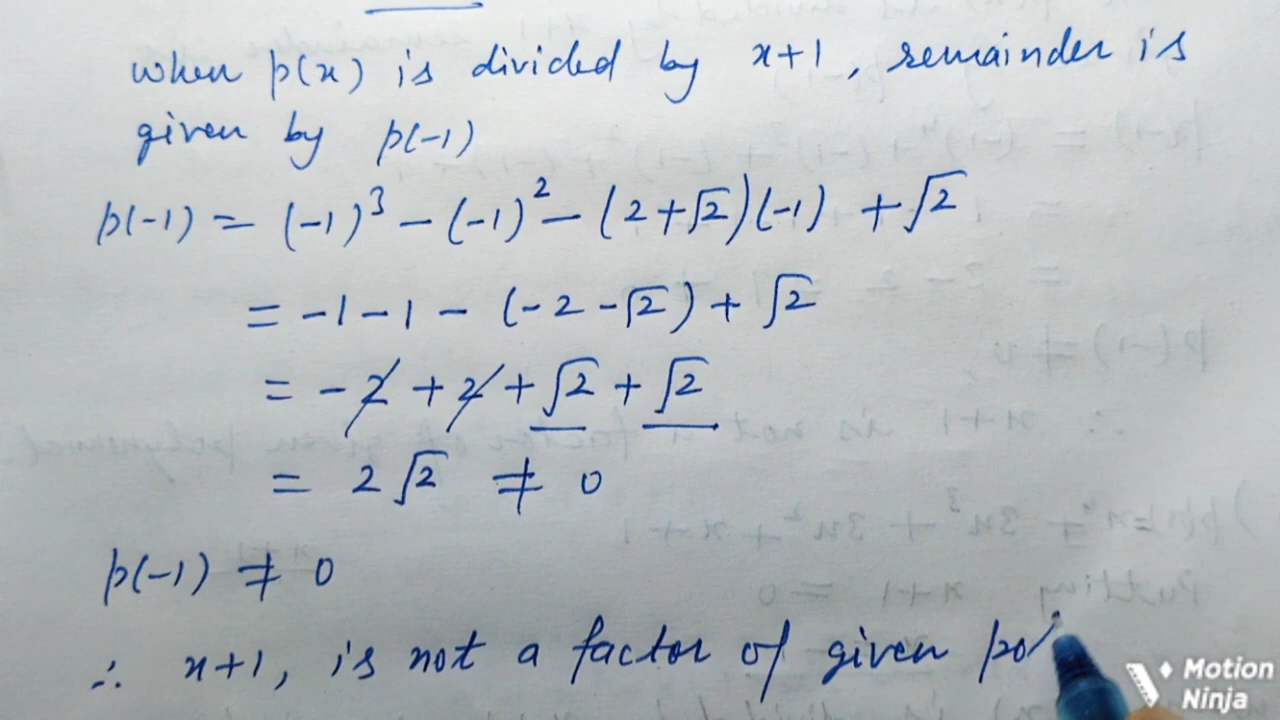 when p(x) is divided by x+1, remainder is
given by p(-1)
p(-1) = (-1)³ - (-1)² - (2+√2)(-1) + √2
= -1 - 1 - (-2 - √2) + √2
= -2 + 2 + √2 + √2
= 2√2 ≠ 0
p(-1) ≠ 0
∴ x+1, is not a factor of given po
Motion
Ninja